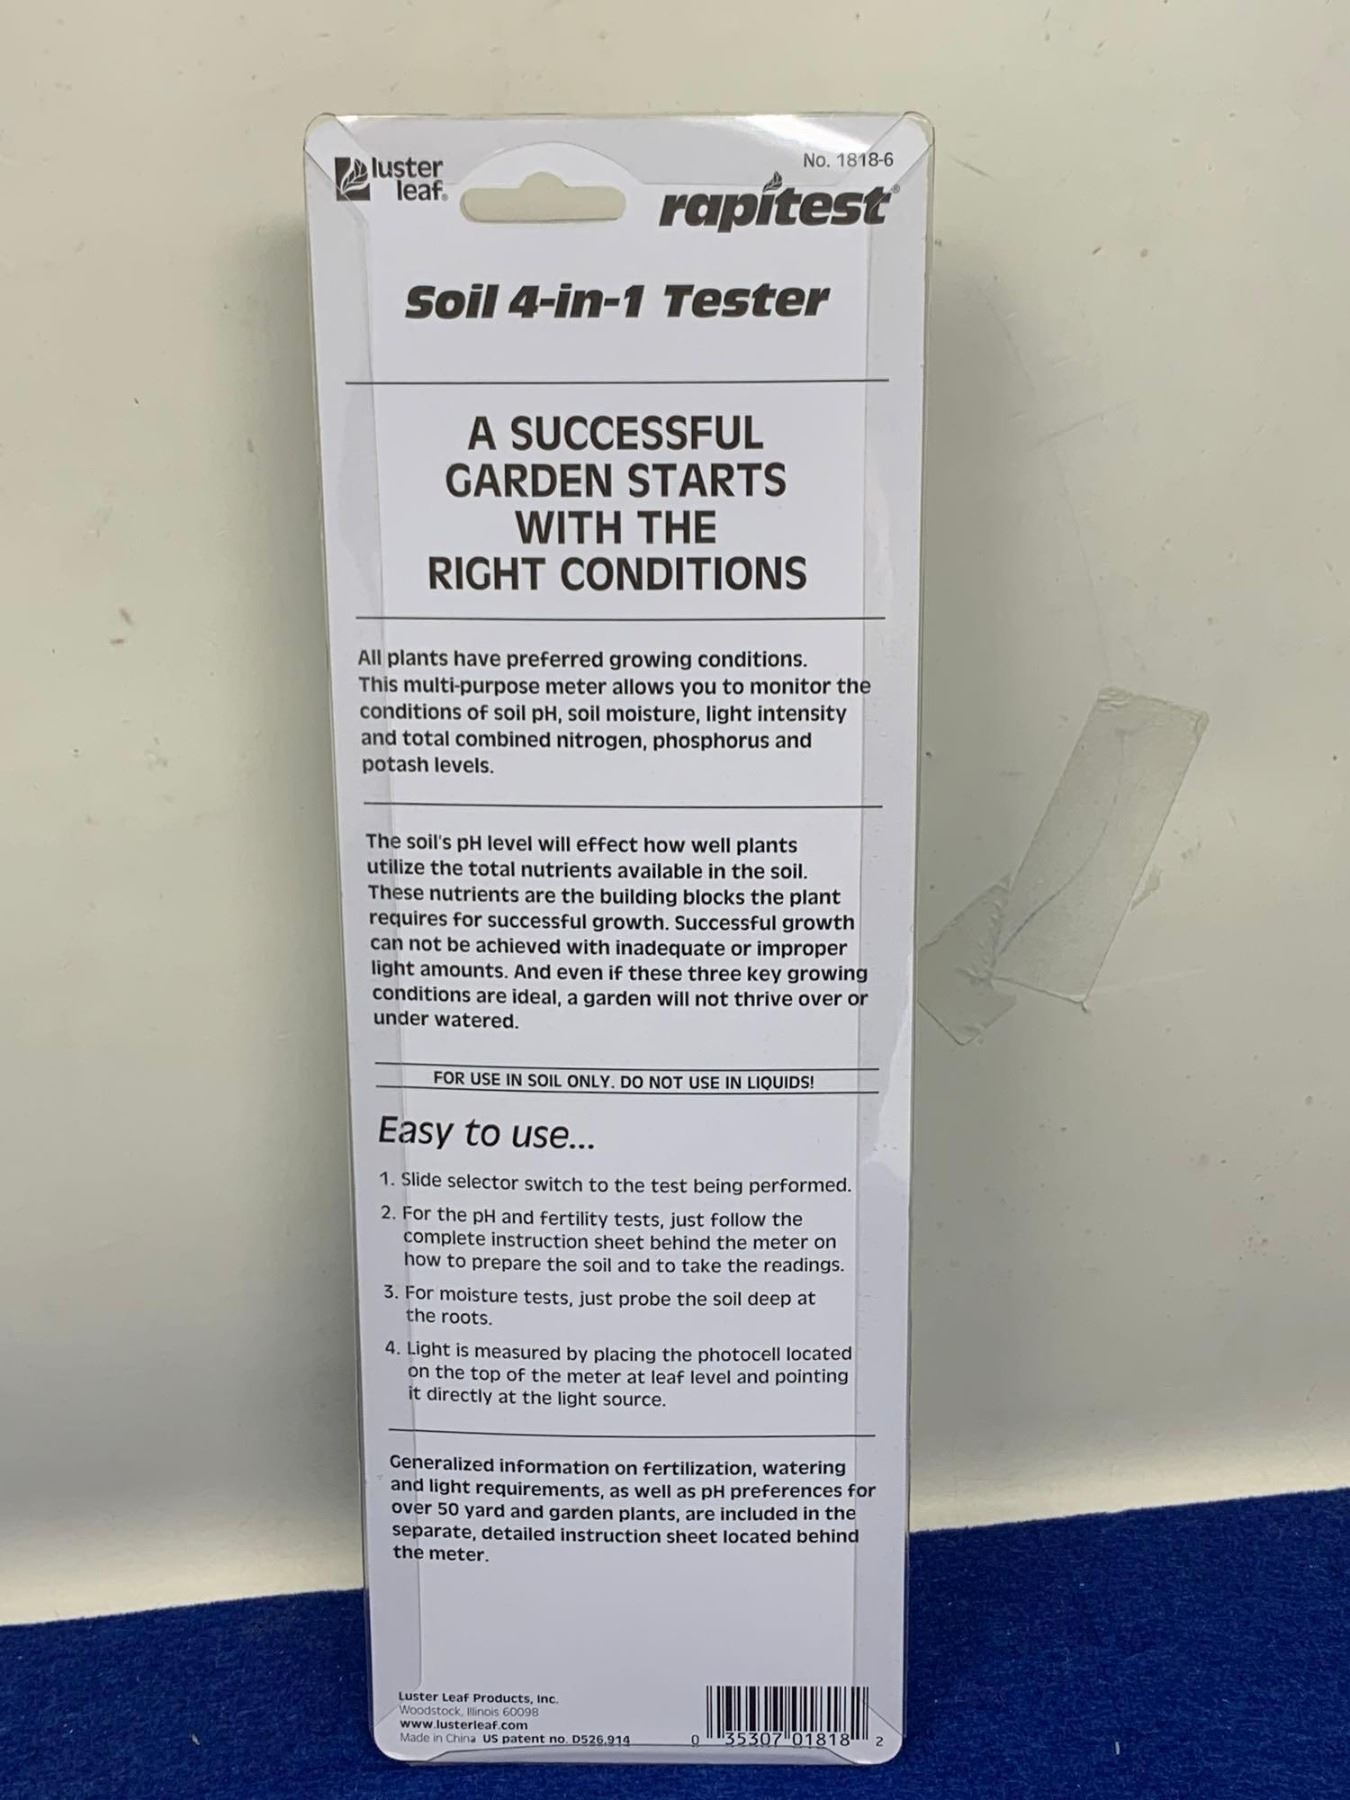 luster
leaf®
No. 1818-6
rapitest®
Soil 4-in-1 Tester
A SUCCESSFUL
GARDEN STARTS
WITH THE
RIGHT CONDITIONS
All plants have preferred growing conditions.
This multi-purpose meter allows you to monitor the
conditions of soil pH, soil moisture, light intensity
and total combined nitrogen, phosphorus and
potash levels.
The soil's pH level will effect how well plants
utilize the total nutrients available in the soil.
These nutrients are the building blocks the plant
requires for successful growth. Successful growth
can not be achieved with inadequate or improper
light amounts. And even if these three key growing
conditions are ideal, a garden will not thrive over or
under watered.
FOR USE IN SOIL ONLY. DO NOT USE IN LIQUIDS!
Easy to use...
1. Slide selector switch to the test being performed.
2. For the pH and fertility tests, just follow the
complete instruction sheet behind the meter on
how to prepare the soil and to take the readings.
3. For moisture tests, just probe the soil deep at
the roots.
4. Light is measured by placing the photocell located
on the top of the meter at leaf level and pointing
it directly at the light source.
Generalized information on fertilization, watering
and light requirements, as well as pH preferences for
over 50 yard and garden plants, are included in the
separate, detailed instruction sheet located behind
the meter.
Luster Leaf Products, Inc.
Woodstock, Illinois 60098
www.lusterleaf.com
Made in China US patent no. D526,914
0 35307 01818 2